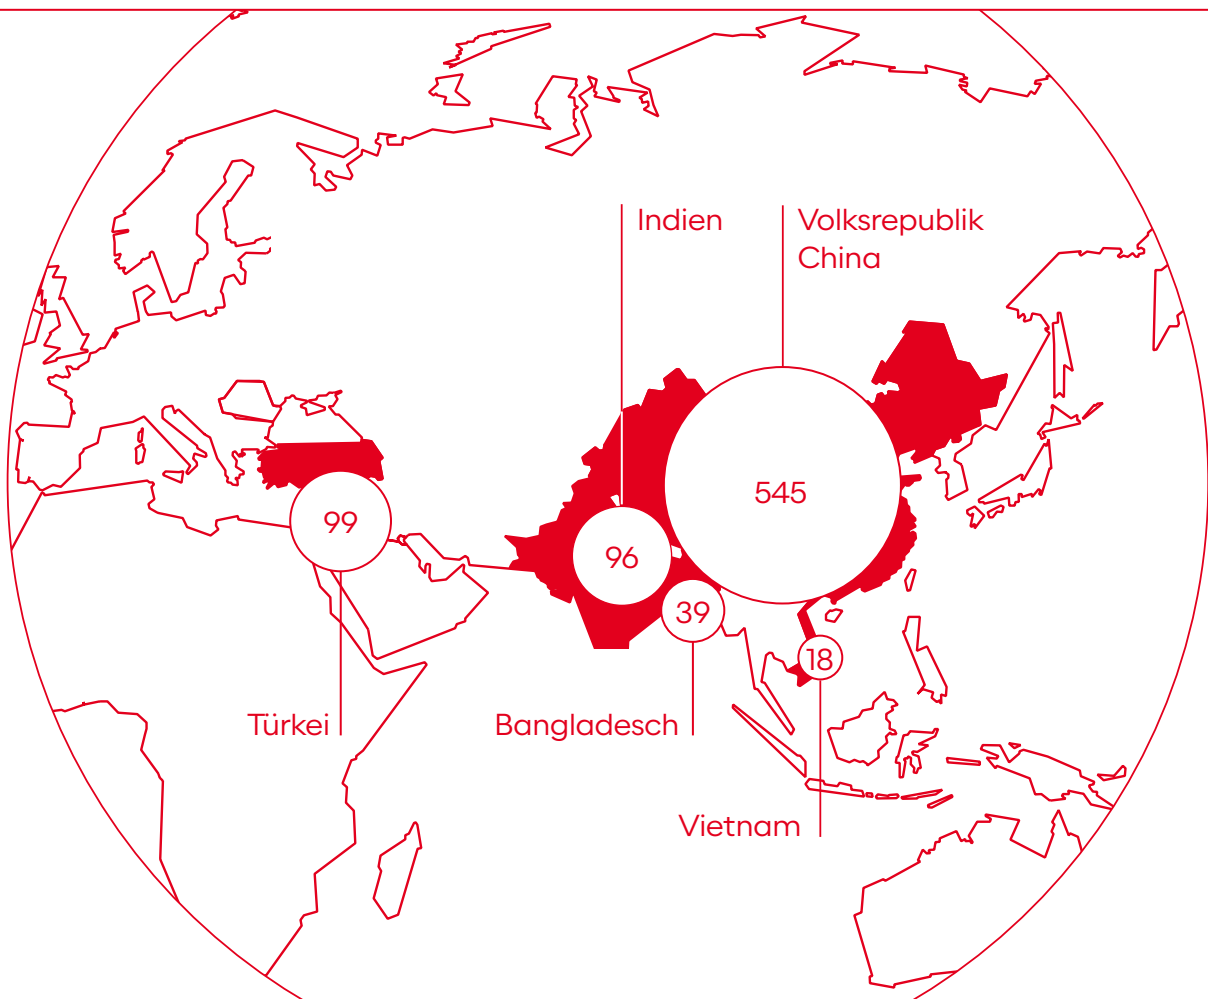 Indien
Volksrepublik
China
545
99
96
39
18
Türkei
Bangladesch
Vietnam